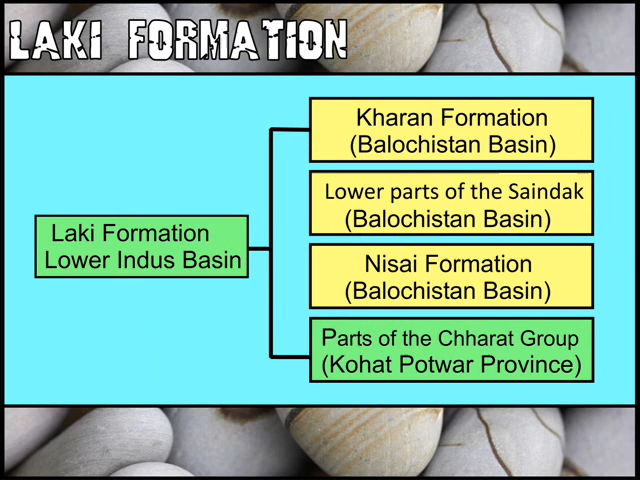 LAKI FORMATION
Laki Formation
Lower Indus Basin
Kharan Formation
(Balochistan Basin)
Lower parts of the Saindak
(Balochistan Basin)
Nisai Formation
(Balochistan Basin)
Parts of the Chharat Group
(Kohat Potwar Province)